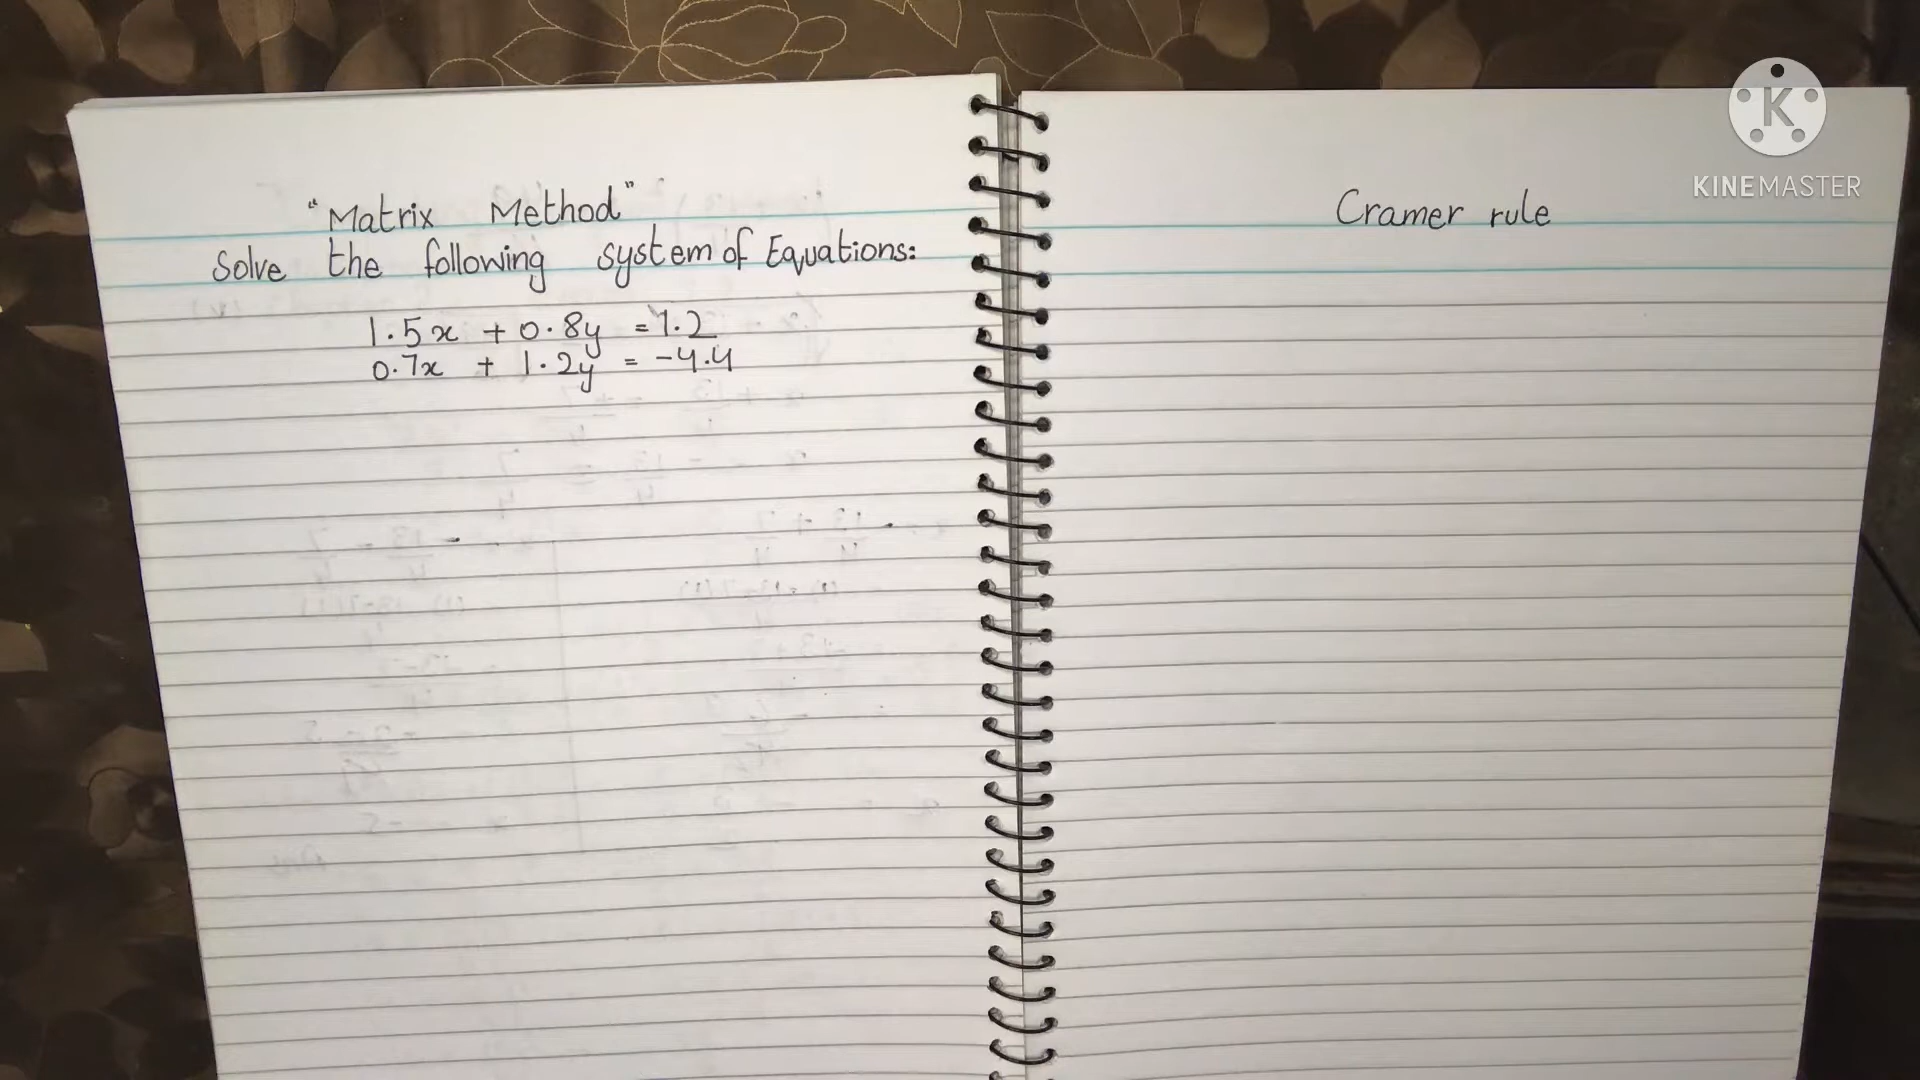 "Matrix Method"
Solve the following system of Equations:
1.5x + 0.8y = 1.2
0.7x + 1.2y = -4.4
Cramer rule
K
KINEMASTER